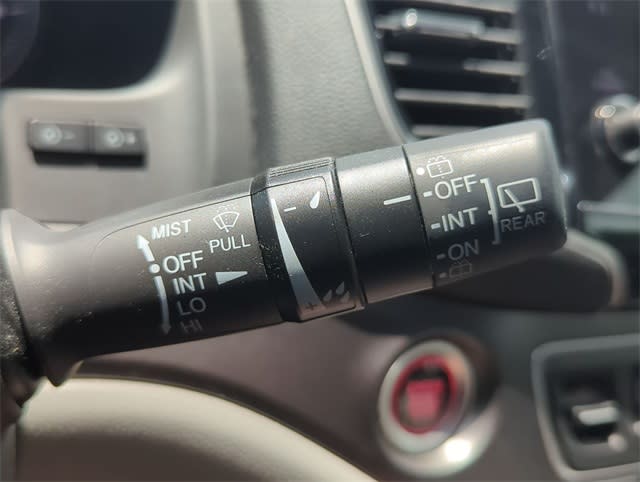 MIST
PULL
OFF
INT
LO
HI
OFF
INT
REAR
ON